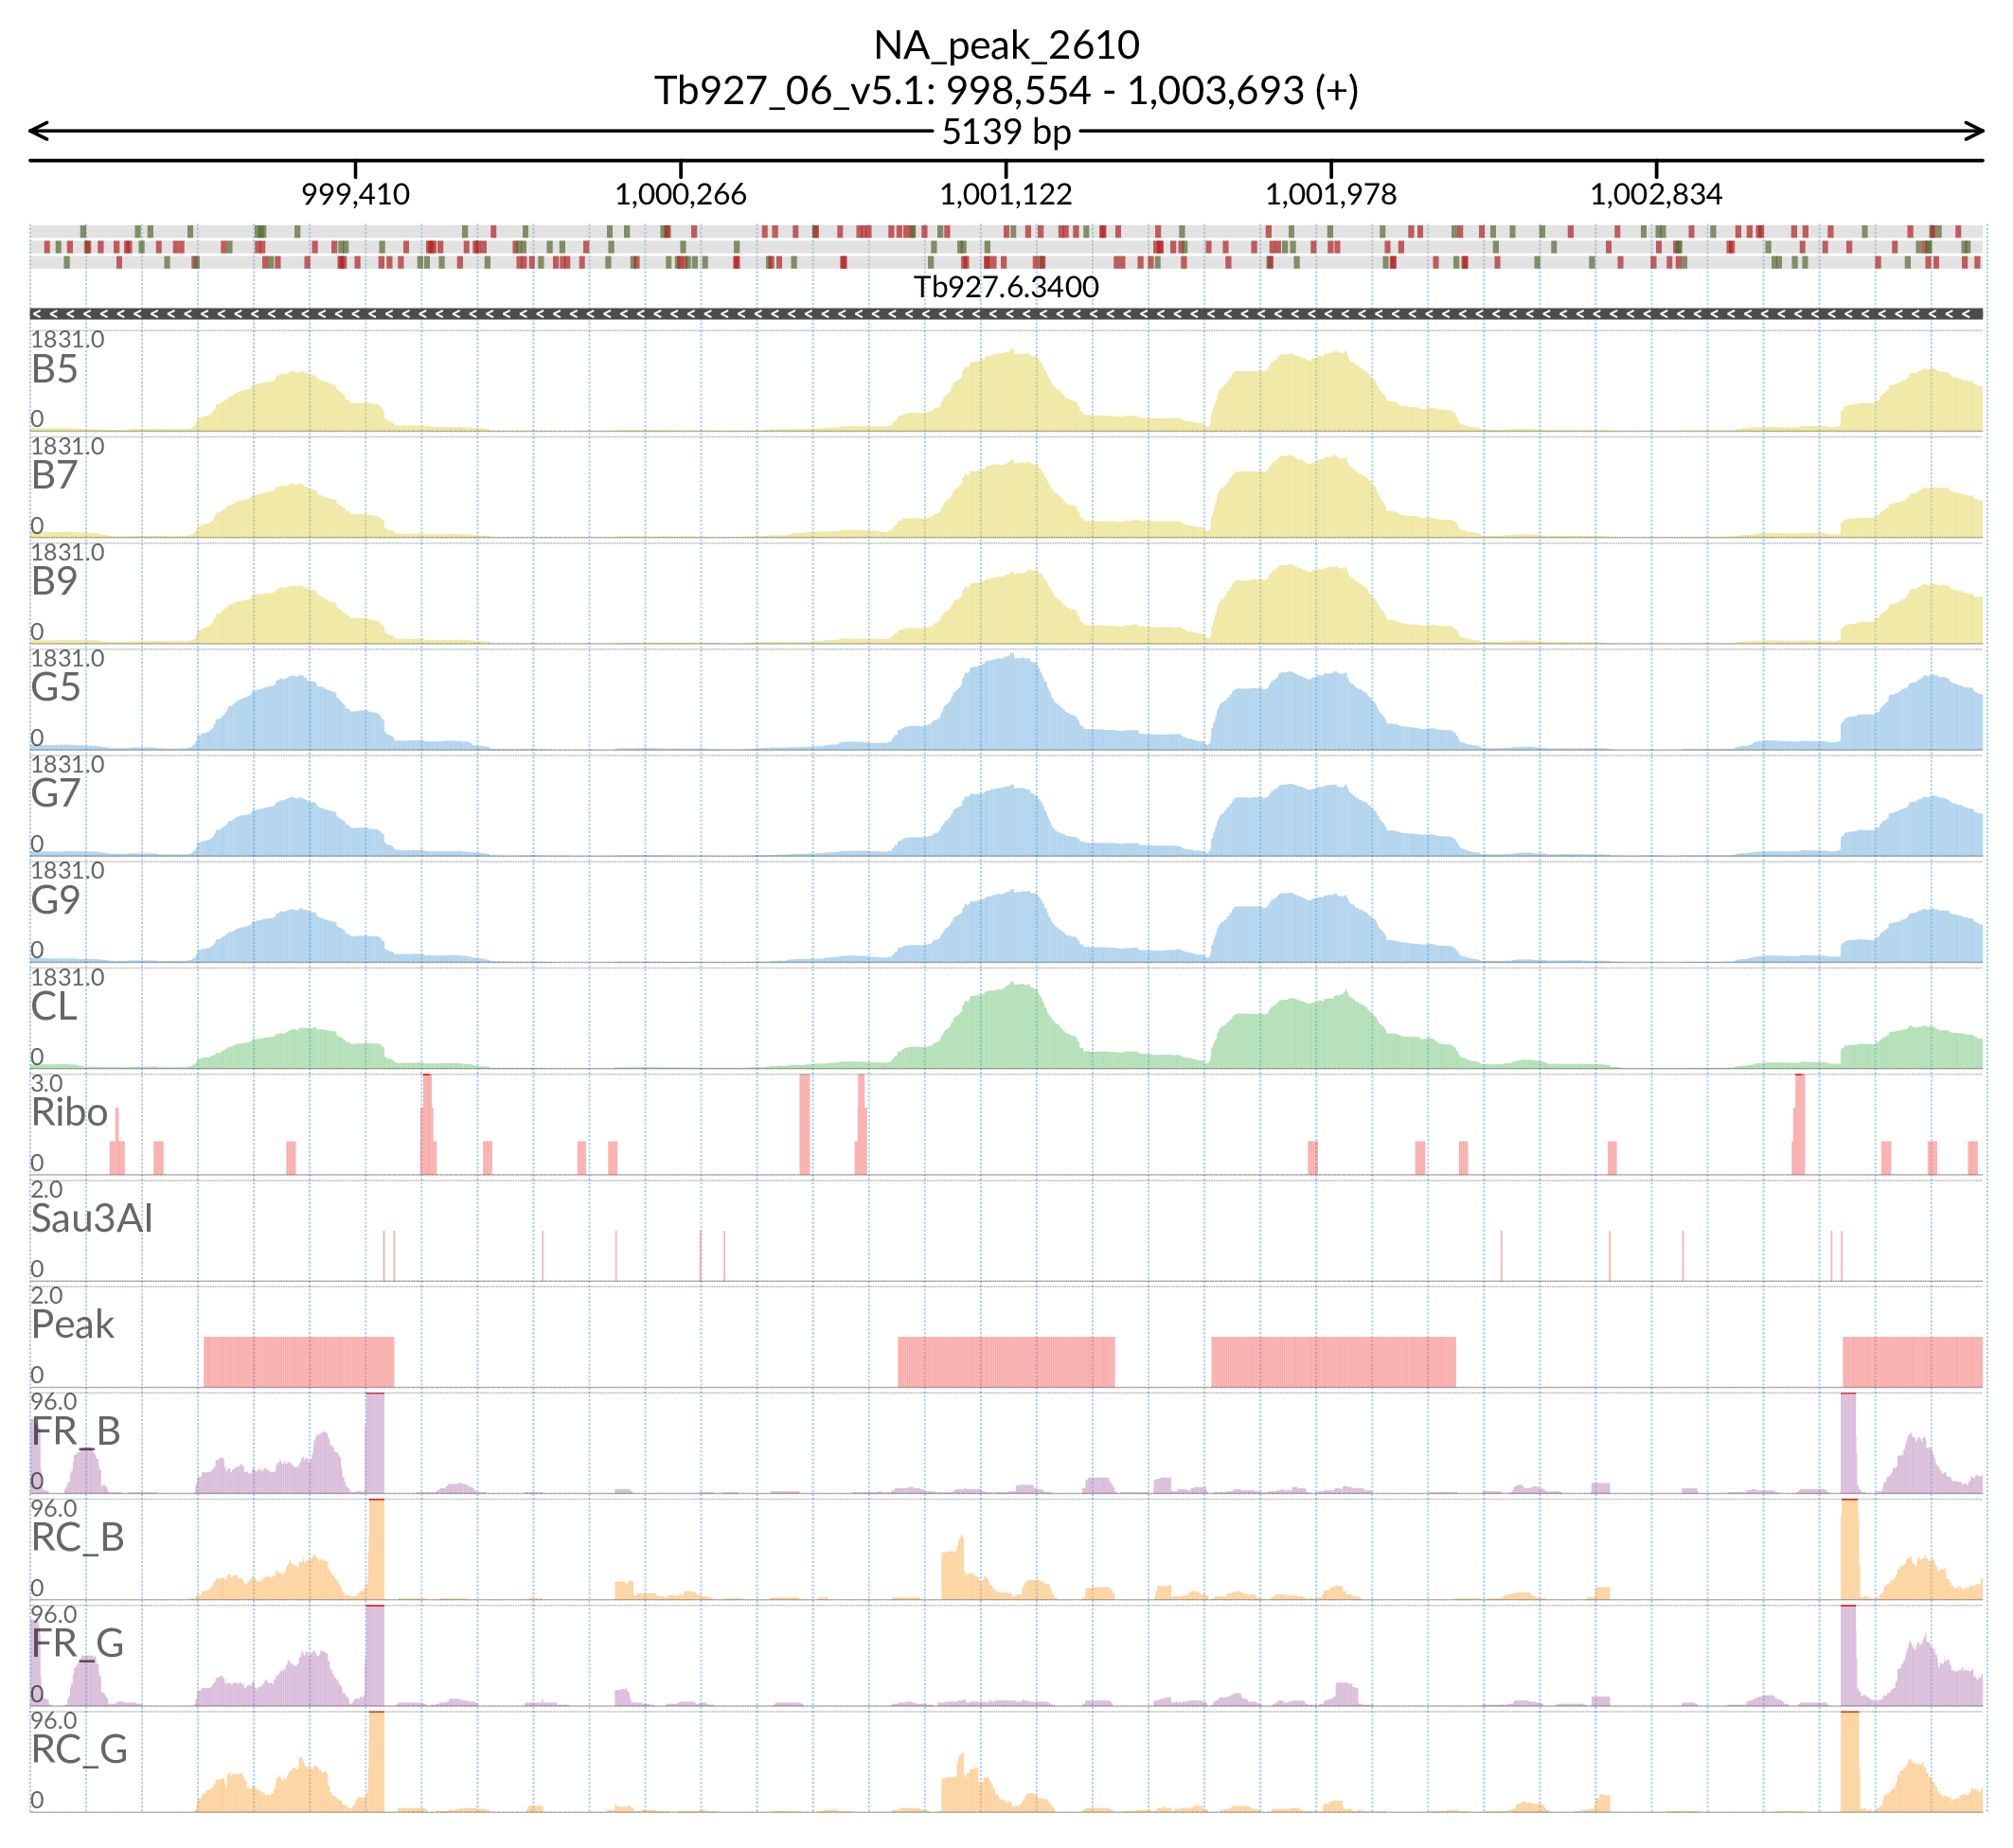 NA_peak_2610
Tb927_06_v5.1: 998,554 - 1,003,693 (+)
5139 bp
999,410 1,000,266 1,001,122 1,001,978 1,002,834
Tb927.6.3400
1831.0
B5
0
1831.0
B7
0
1831.0
B9
0
1831.0
G5
0
1831.0
G7
0
1831.0
G9
0
1831.0
CL
0
3.0
Ribo
0
2.0
Sau3AI
0
2.0
Peak
0
96.0
FR_B
0
96.0
RC_B
0
96.0
FR_G
0
96.0
RC_G
0